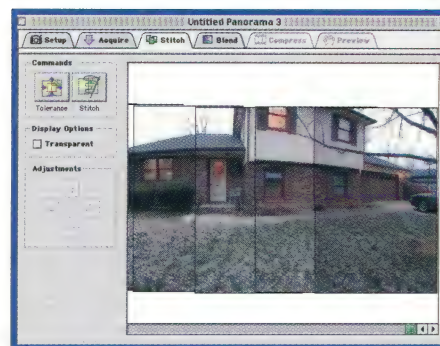 Untitled Panorama 3
Setup Acquire Stitch Blend Compress Preview
Commands
Tolerance Stitch
Display Options
Transparent
Adjustments